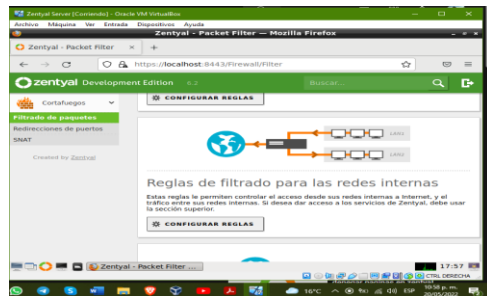 Zentyal Server [Corriendo] - Oracle VM VirtualBox
Archivo Máquina Ver Entrada Dispositivos Ayuda
Zentyal - Packet Filter — Mozilla Firefox
Zentyal - Packet Filter × +
https://localhost:8443/Firewall/Filter
zentyal Development Edition 6.2
Buscar...
Cortafuegos
Filtrado de paquetes
Redirecciones de puertos
SNAT
Created by Zentyal
CONFIGURAR REGLAS
LAN1
LAN2
Reglas de filtrado para las redes internas
Estas reglas le permiten controlar el acceso desde sus redes internas a Internet, y el
tráfico entre sus redes internas. Si desea dar acceso a los servicios de Zentyal, debe usar
la sección superior.
CONFIGURAR REGLAS
Zentyal - Packet Filter ...
17:57
CTRL DERECHA
16°C
ESP
10:58 p. m.
20/05/2022